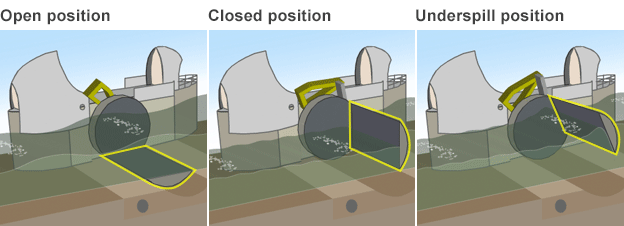 Open position
Closed position
Underspill position